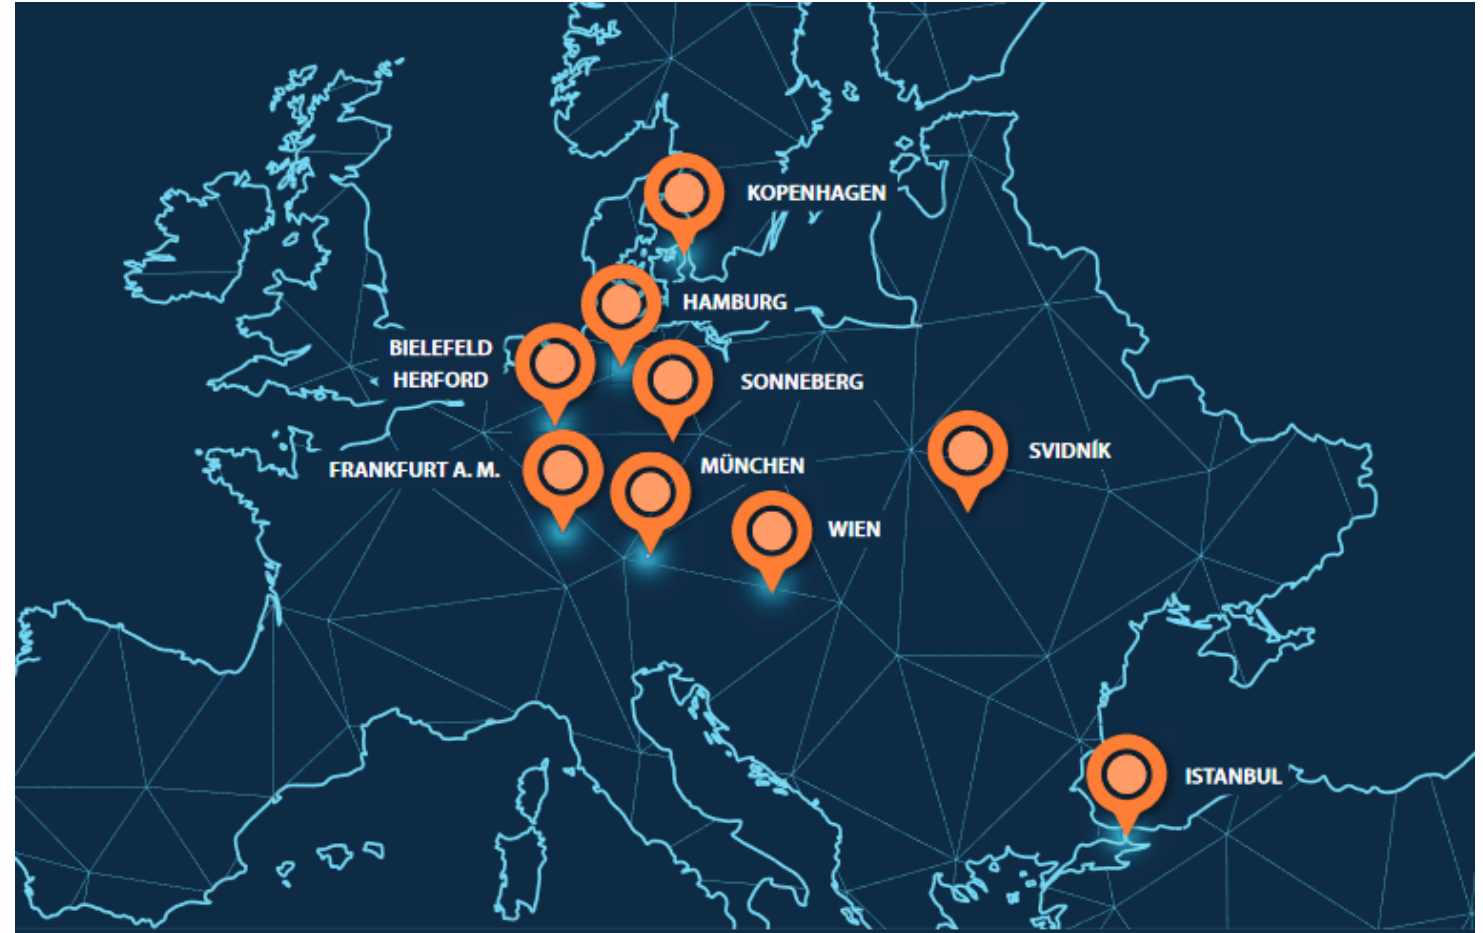 KOPENHAGEN
HAMBURG
BIELEFELD
HERFORD
SONNEBERG
SVIDNÍK
FRANKFURT A. M.
MÜNCHEN
WIEN
ISTANBUL